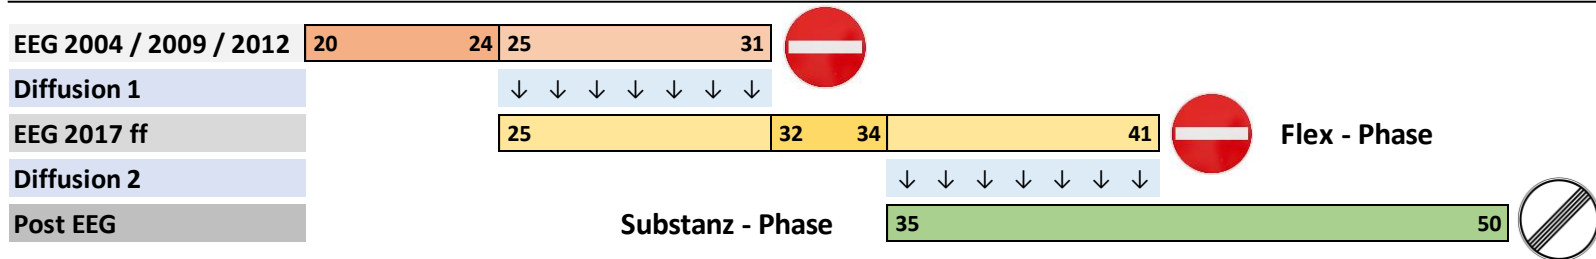 EEG 2004 / 2009 / 2012 20 24 25 31
Diffusion 1 ↓ ↓ ↓ ↓ ↓ ↓ ↓
EEG 2017 ff 25 32 34 41 Flex - Phase
Diffusion 2 ↓ ↓ ↓ ↓ ↓ ↓ ↓
Post EEG Substanz - Phase 35 50